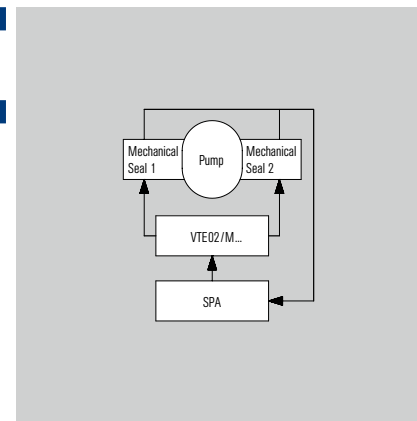 Mechanical
Seal 1
Pump
Mechanical
Seal 2
VTE02/M...
SPA